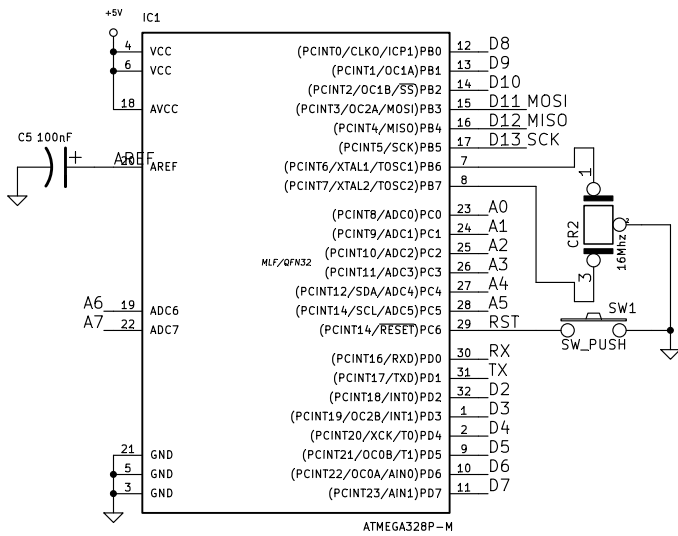 +5V
IC1
4 VCC
6 VCC
18 AVCC
C5 100nF
+
AREF
20 AREF
A6 19 ADC6
A7 22 ADC7
21 GND
5 GND
3 GND
MLF/QFN32
(PCINT0/CLKO/ICP1)PB0 12 D8
(PCINT1/OC1A)PB1 13 D9
(PCINT2/OC1B/SS)PB2 14 D10
(PCINT3/OC2A/MOSI)PB3 15 D11 MOSI
(PCINT4/MISO)PB4 16 D12 MISO
(PCINT5/SCK)PB5 17 D13 SCK
(PCINT6/XTAL1/TOSC1)PB6 7
(PCINT7/XTAL2/TOSC2)PB7 8
(PCINT8/ADC0)PC0 23 A0
(PCINT9/ADC1)PC1 24 A1
(PCINT10/ADC2)PC2 25 A2
(PCINT11/ADC3)PC3 26 A3
(PCINT12/SDA/ADC4)PC4 27 A4
(PCINT14/SCL/ADC5)PC5 28 A5
(PCINT14/RESET)PC6 29 RST
(PCINT16/RXD)PD0 30 RX
(PCINT17/TXD)PD1 31 TX
(PCINT18/INT0)PD2 32 D2
(PCINT19/OC2B/INT1)PD3 1 D3
(PCINT20/XCK/T0)PD4 2 D4
(PCINT21/OC0B/T1)PD5 9 D5
(PCINT22/OC0A/AIN0)PD6 10 D6
(PCINT23/AIN1)PD7 11 D7
1
CR2
2
16Mhz
3
SW1
SW_PUSH
ATMEGA328P-M